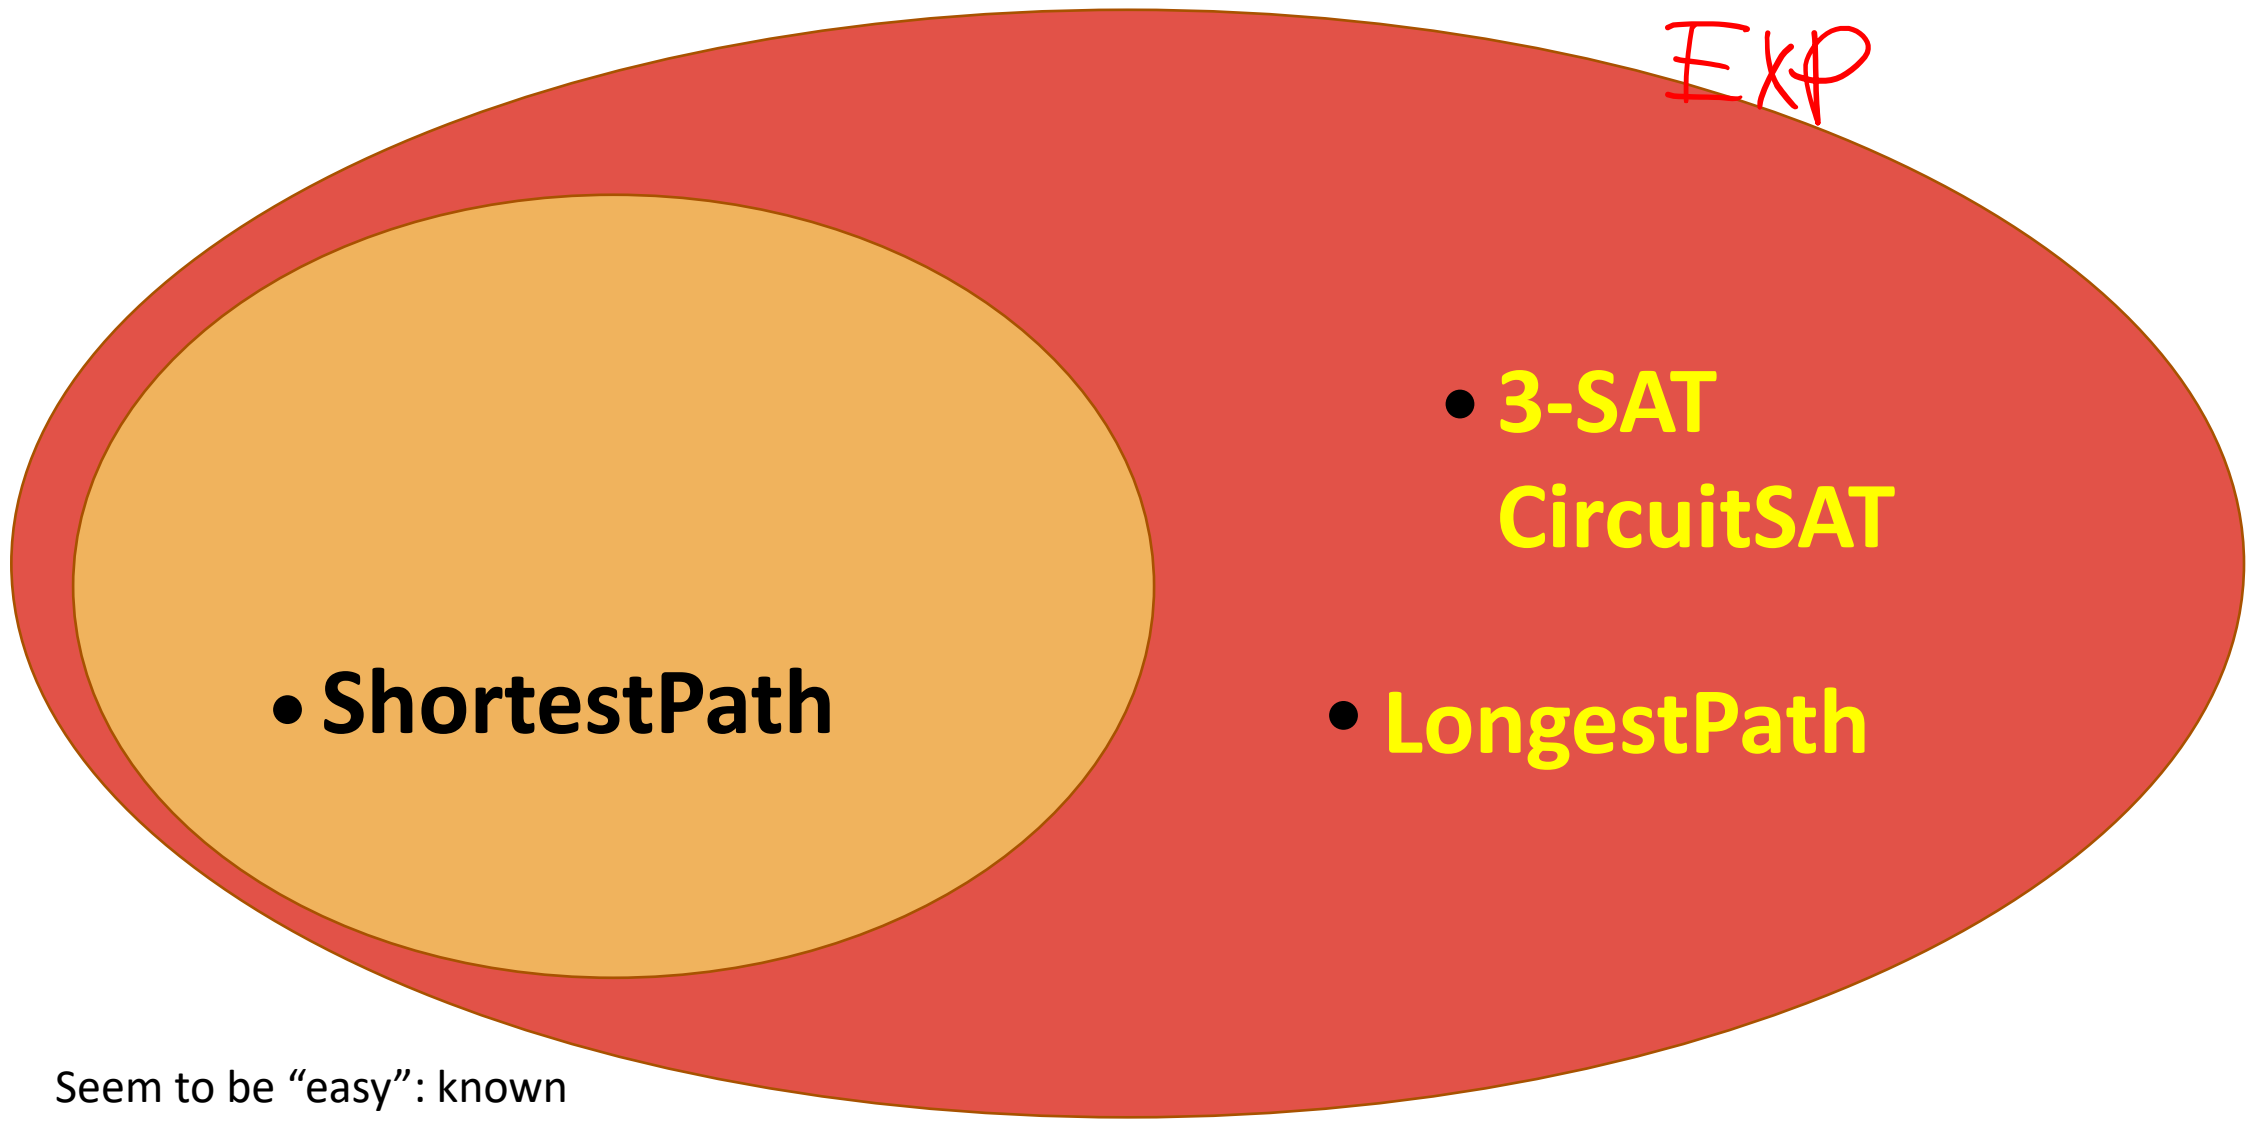 EXP
• 3-SAT
CircuitSAT
• ShortestPath
• LongestPath
Seem to be “easy”: known